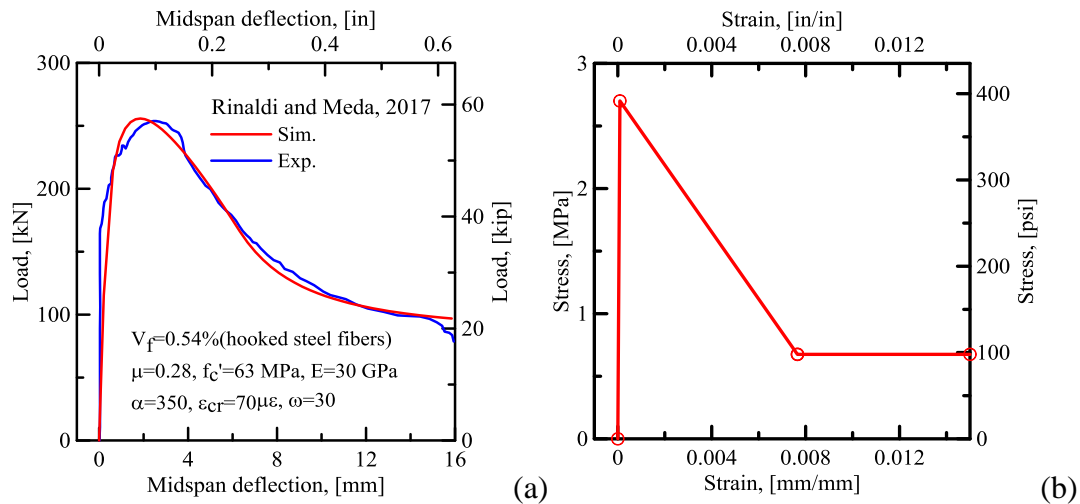 Midspan deflection, [in]
0 0.2 0.4 0.6
300
200
100
0
Load, [kN]
Rinaldi and Meda, 2017
Sim.
Exp.
V_f=0.54%(hooked steel fibers)
μ=0.28, f_c'=63 MPa, E=30 GPa
α=350, ε_cr=70με, ω=30
60
40
20
0
Load, [kip]
0 4 8 12 16
Midspan deflection, [mm]
(a)
Strain, [in/in]
0 0.004 0.008 0.012
3
2
1
0
Stress, [MPa]
400
300
200
100
0
Stress, [psi]
0 0.004 0.008 0.012
Strain, [mm/mm]
(b)